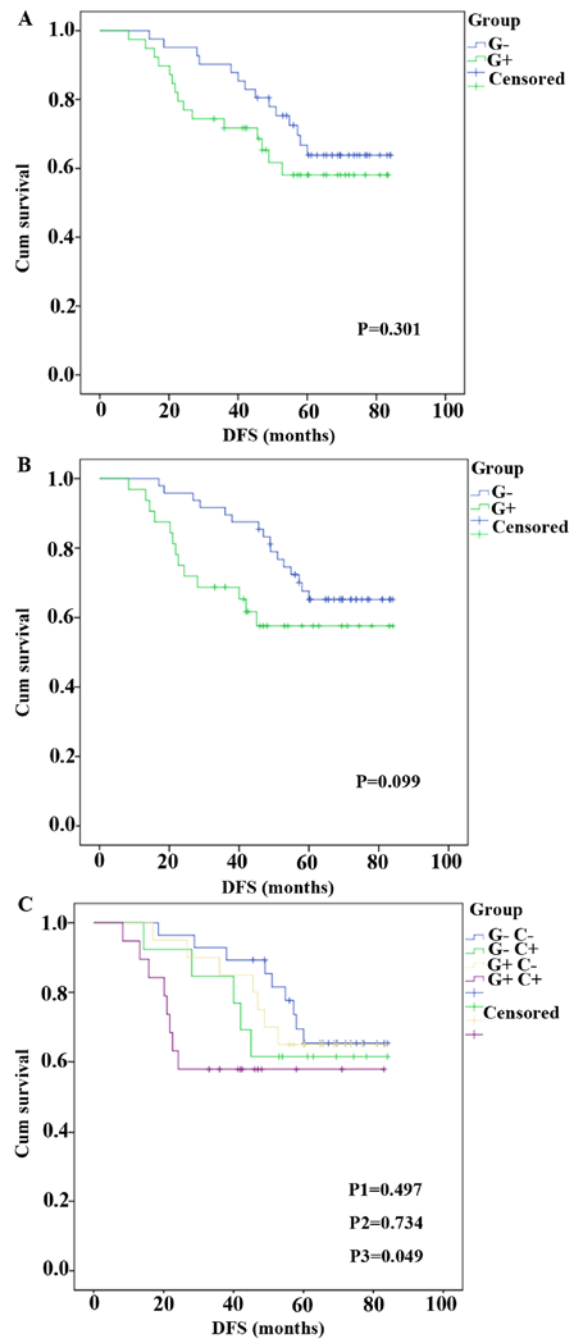 A
1.0
0.8
0.6
0.4
0.2
0.0
Cum survival
0 20 40 60 80 100
DFS (months)
P=0.301
Group
G-
G+
Censored
B
1.0
0.8
0.6
0.4
0.2
0.0
Cum survival
0 20 40 60 80 100
DFS (months)
P=0.099
Group
G-
G+
Censored
C
1.0
0.8
0.6
0.4
0.2
0.0
Cum survival
0 20 40 60 80 100
DFS (months)
P1=0.497
P2=0.734
P3=0.049
Group
G- C-
G- C+
G+ C-
G+ C+
Censored